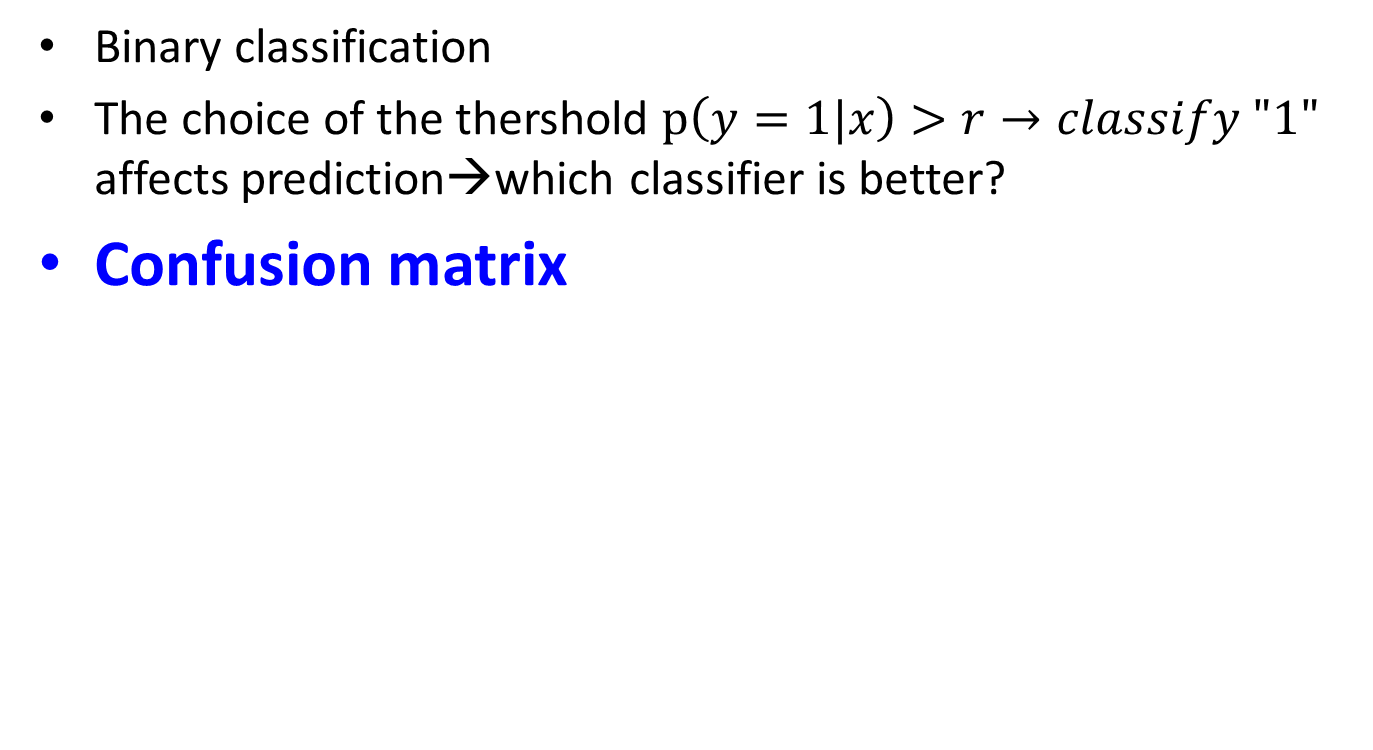 • Binary classification
• The choice of the thershold p(y = 1|x) > r → classify "1"
affects prediction→which classifier is better?
• Confusion matrix